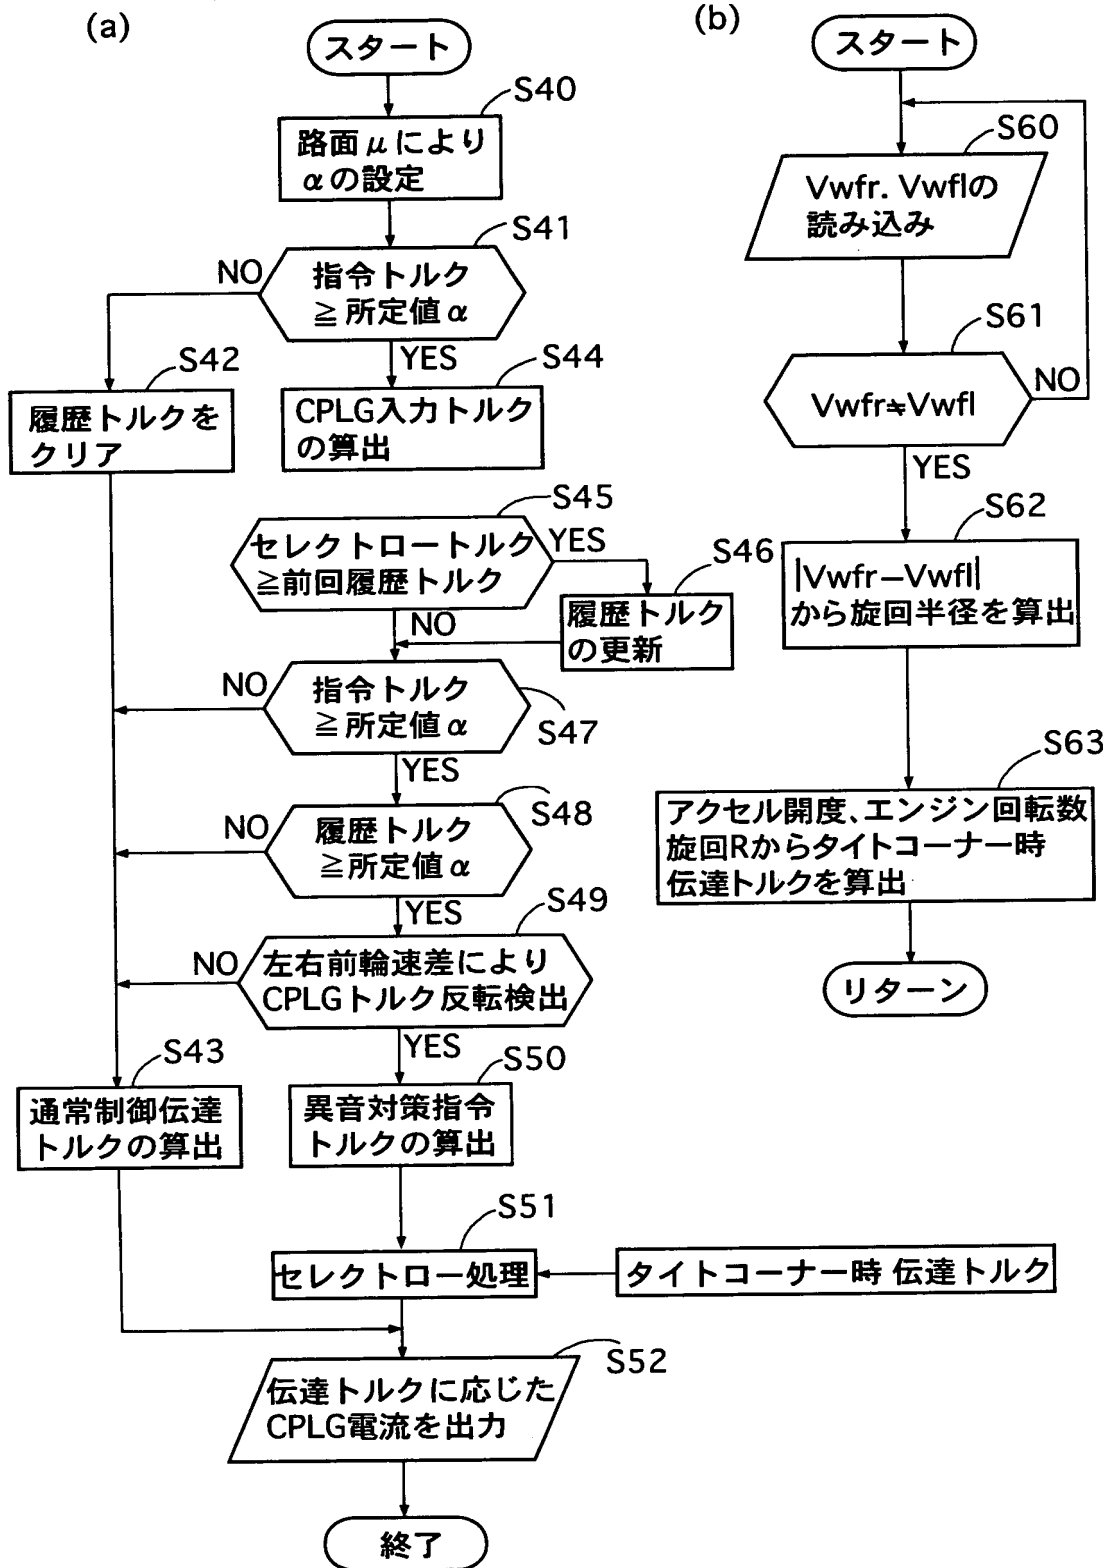 (a)
スタート
S40
路面μにより
αの設定
S41
指令トルク
≧所定値α
NO
YES
S42
履歴トルクを
クリア
S44
CPLG入力トルク
の算出
S45
セレクトロートルク
≧前回履歴トルク
YES
NO
S46
履歴トルク
の更新
指令トルク
≧所定値α
NO
S47
YES
S48
履歴トルク
≧所定値α
NO
YES
S49
左右前輪速差により
CPLGトルク反転検出
NO
YES
S43
通常制御伝達
トルクの算出
S50
異音対策指令
トルクの算出
S51
セレクトロー処理
タイトコーナー時 伝達トルク
S52
伝達トルクに応じた
CPLG電流を出力
終了
(b)
スタート
S60
Vwfr. Vwflの
読み込み
S61
Vwfr≒Vwfl
NO
YES
S62
|Vwfr−Vwfl|
から旋回半径を算出
S63
アクセル開度、エンジン回転数
旋回Rからタイトコーナー時
伝達トルクを算出
リターン